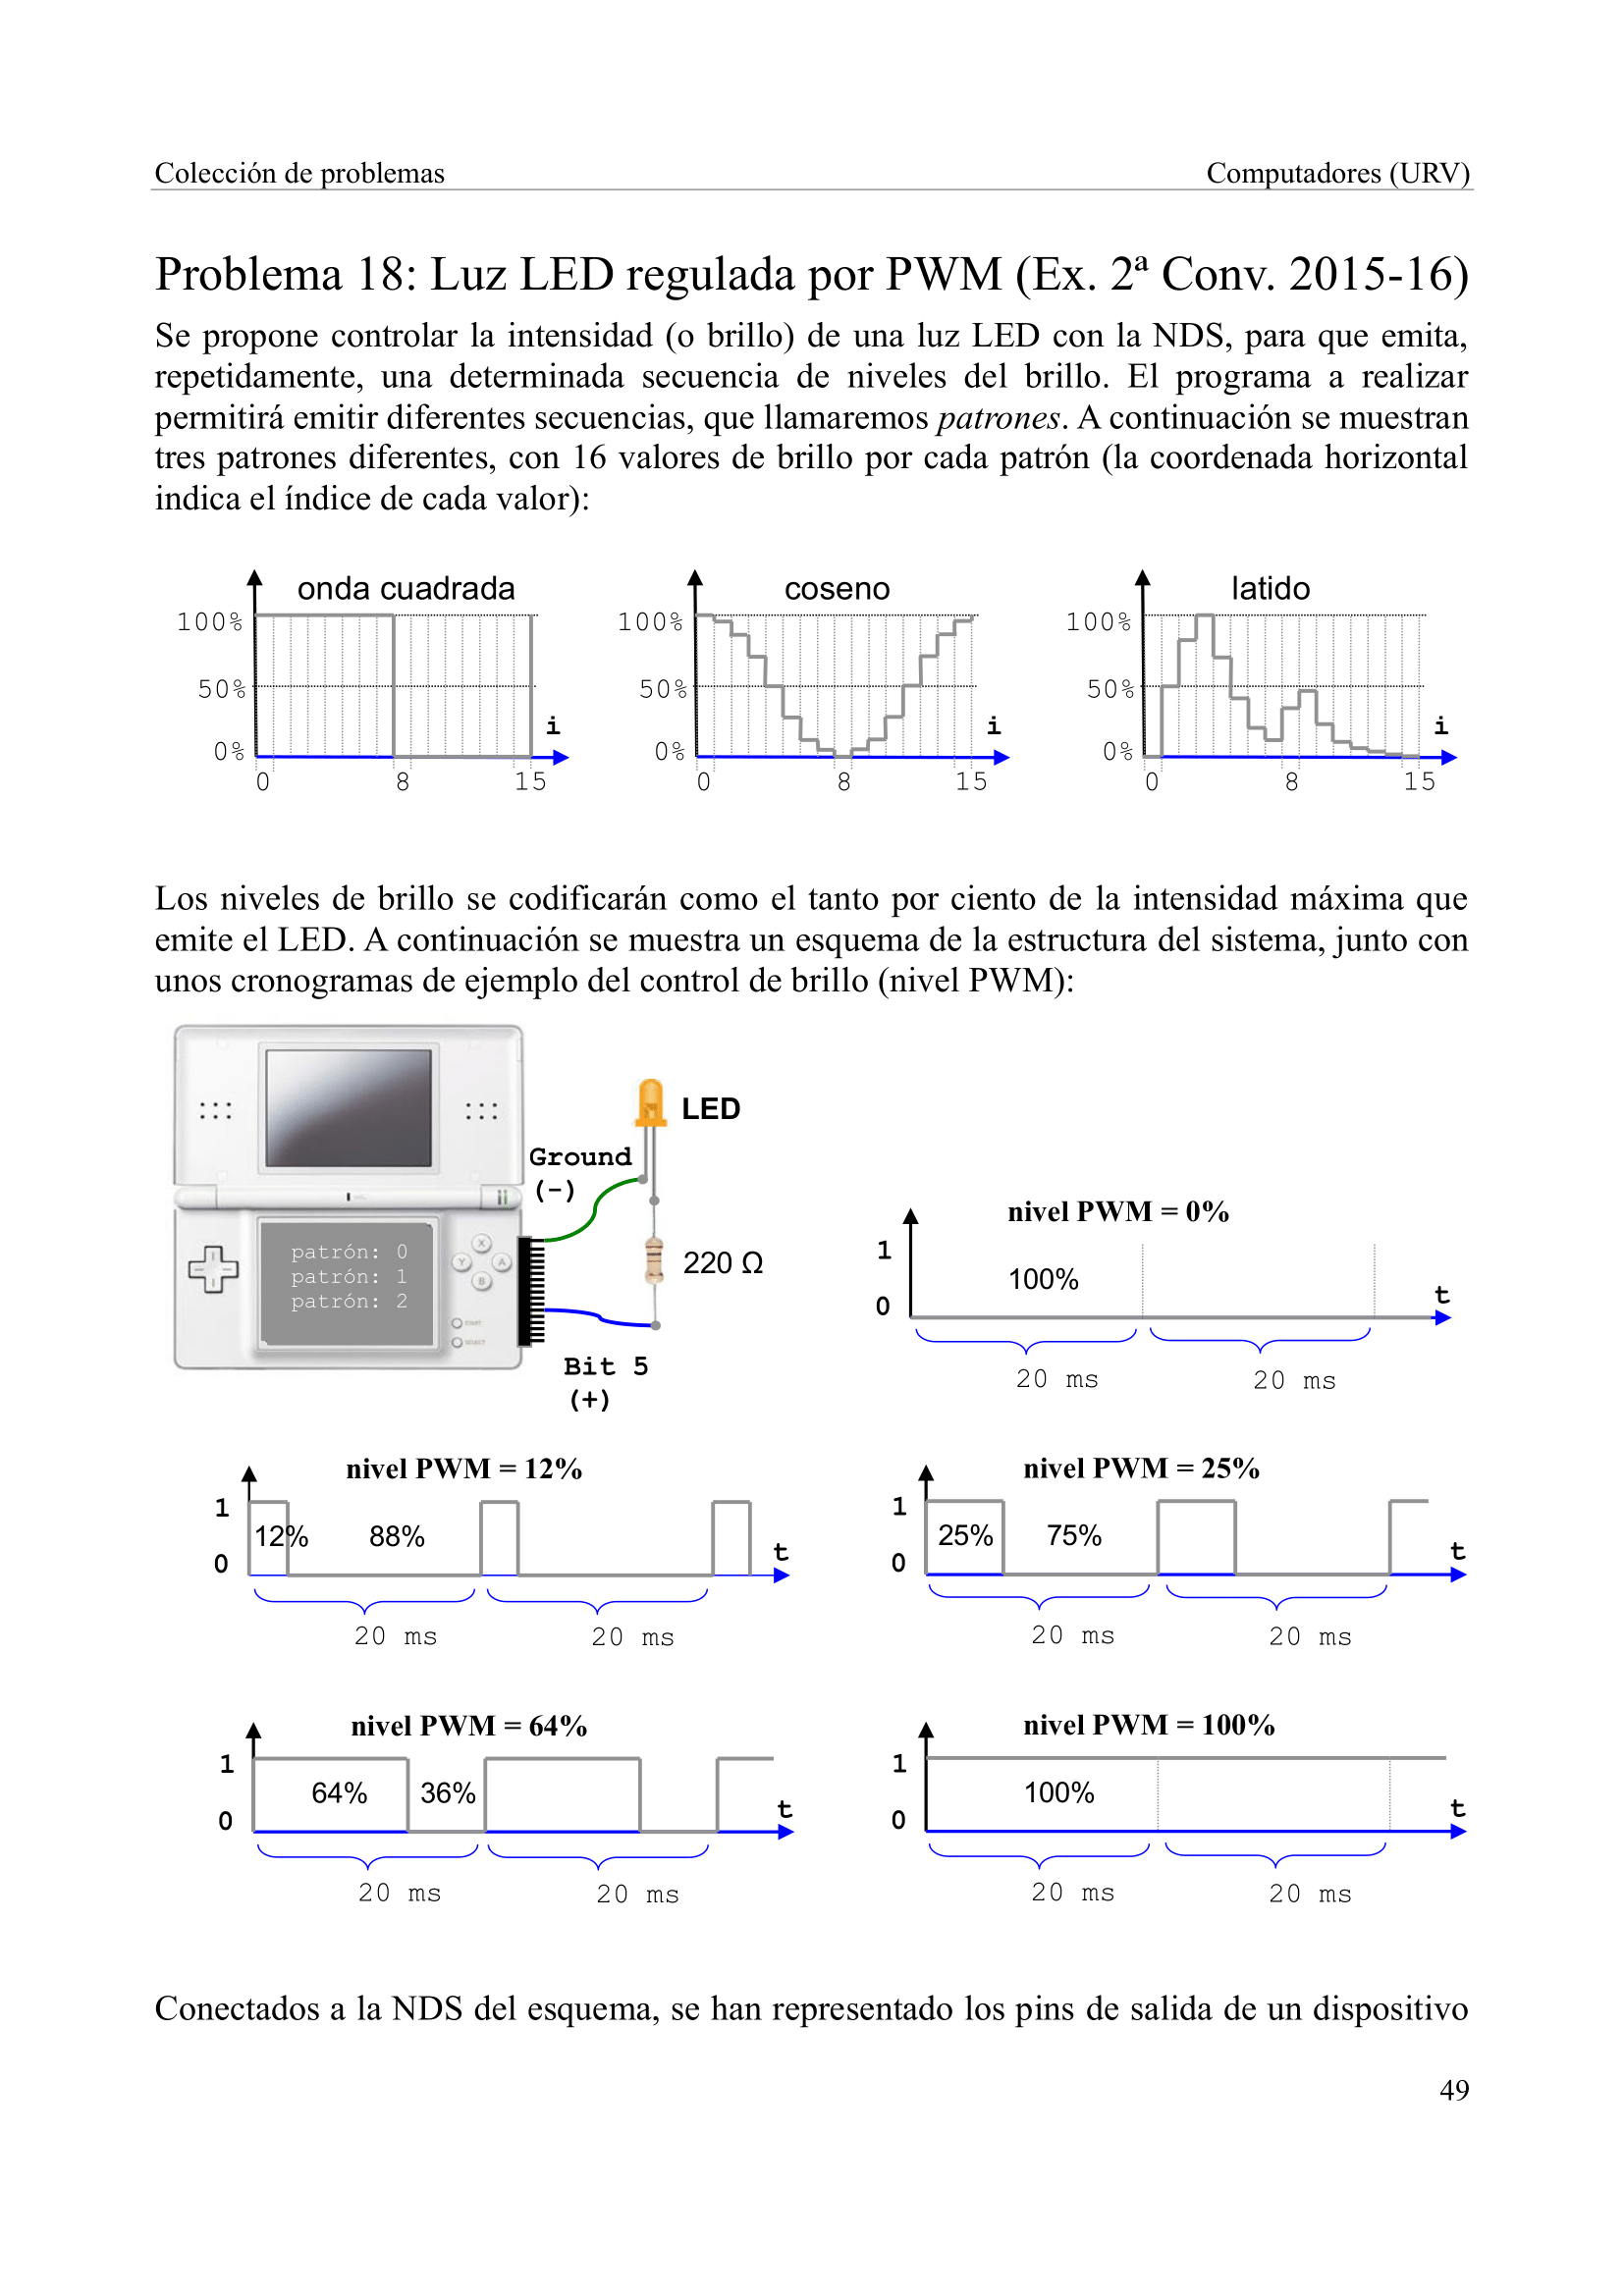 Colección de problemas Computadores (URV)
Problema 18: Luz LED regulada por PWM (Ex. 2ª Conv. 2015-16)
Se propone controlar la intensidad (o brillo) de una luz LED con la NDS, para que emita,
repetidamente, una determinada secuencia de niveles del brillo. El programa a realizar
permitirá emitir diferentes secuencias, que llamaremos patrones. A continuación se muestran
tres patrones diferentes, con 16 valores de brillo por cada patrón (la coordenada horizontal
indica el índice de cada valor):
onda cuadrada
100%
50%
0%
i
0 8 15
coseno
100%
50%
0%
i
0 8 15
latido
100%
50%
0%
i
0 8 15
Los niveles de brillo se codificarán como el tanto por ciento de la intensidad máxima que
emite el LED. A continuación se muestra un esquema de la estructura del sistema, junto con
unos cronogramas de ejemplo del control de brillo (nivel PWM):
LED
Ground
(-)
220 Ω
Bit 5
(+)
patrón: 0
patrón: 1
patrón: 2
X
Y A
B
START
SELECT
nivel PWM = 0%
1
100%
0
t
20 ms 20 ms
nivel PWM = 12%
1
12% 88%
0
t
20 ms 20 ms
nivel PWM = 25%
1
25% 75%
0
t
20 ms 20 ms
nivel PWM = 64%
1
64% 36%
0
t
20 ms 20 ms
nivel PWM = 100%
1
100%
0
t
20 ms 20 ms
Conectados a la NDS del esquema, se han representado los pins de salida de un dispositivo
49